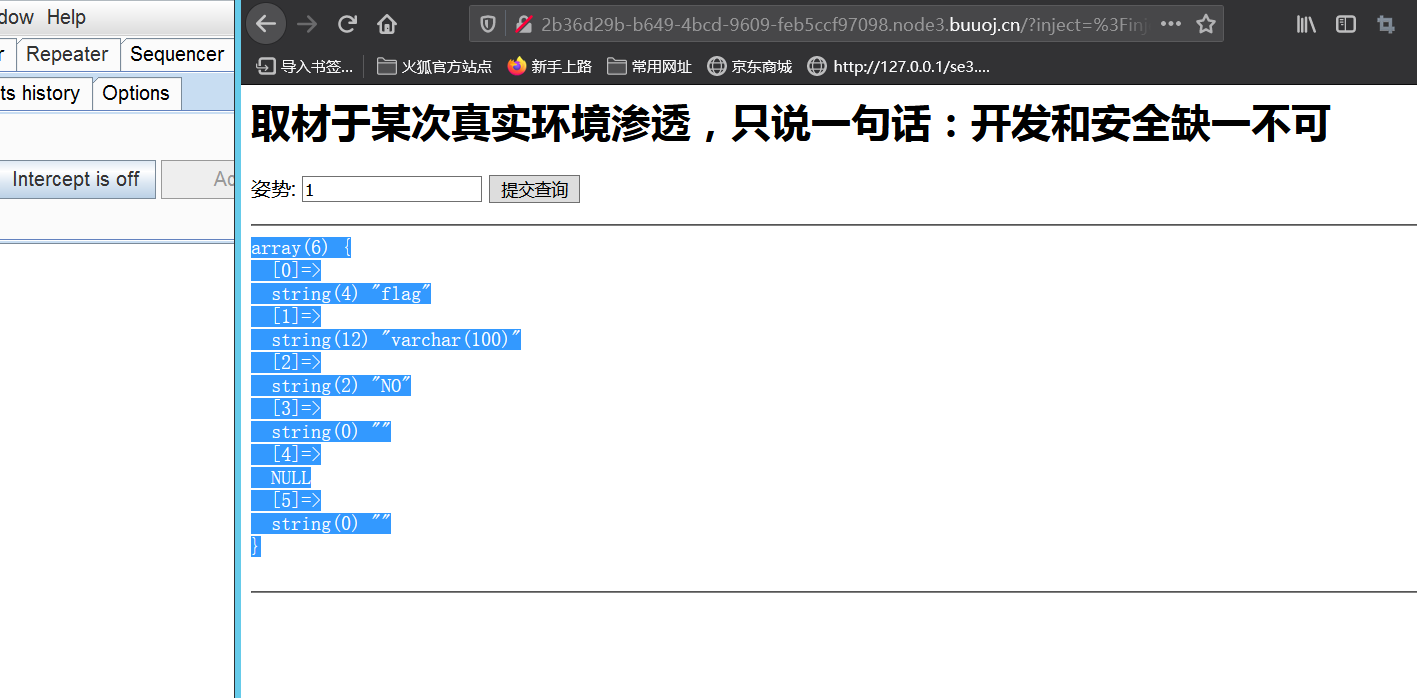 dow Help
r Repeater Sequencer
ts history Options
Intercept is off Ac
2b36d29b-b649-4bcd-9609-feb5ccf97098.node3.buuoj.cn/?inject=%3Finj
导入书签... 火狐官方站点 新手上路 常用网址 京东商城 http://127.0.0.1/se3....
取材于某次真实环境渗透，只说一句话：开发和安全缺一不可
姿势: 1 提交查询
array(6) {
  [0]=>
  string(4) "flag"
  [1]=>
  string(12) "varchar(100)"
  [2]=>
  string(2) "NO"
  [3]=>
  string(0) ""
  [4]=>
  NULL
  [5]=>
  string(0) ""
}